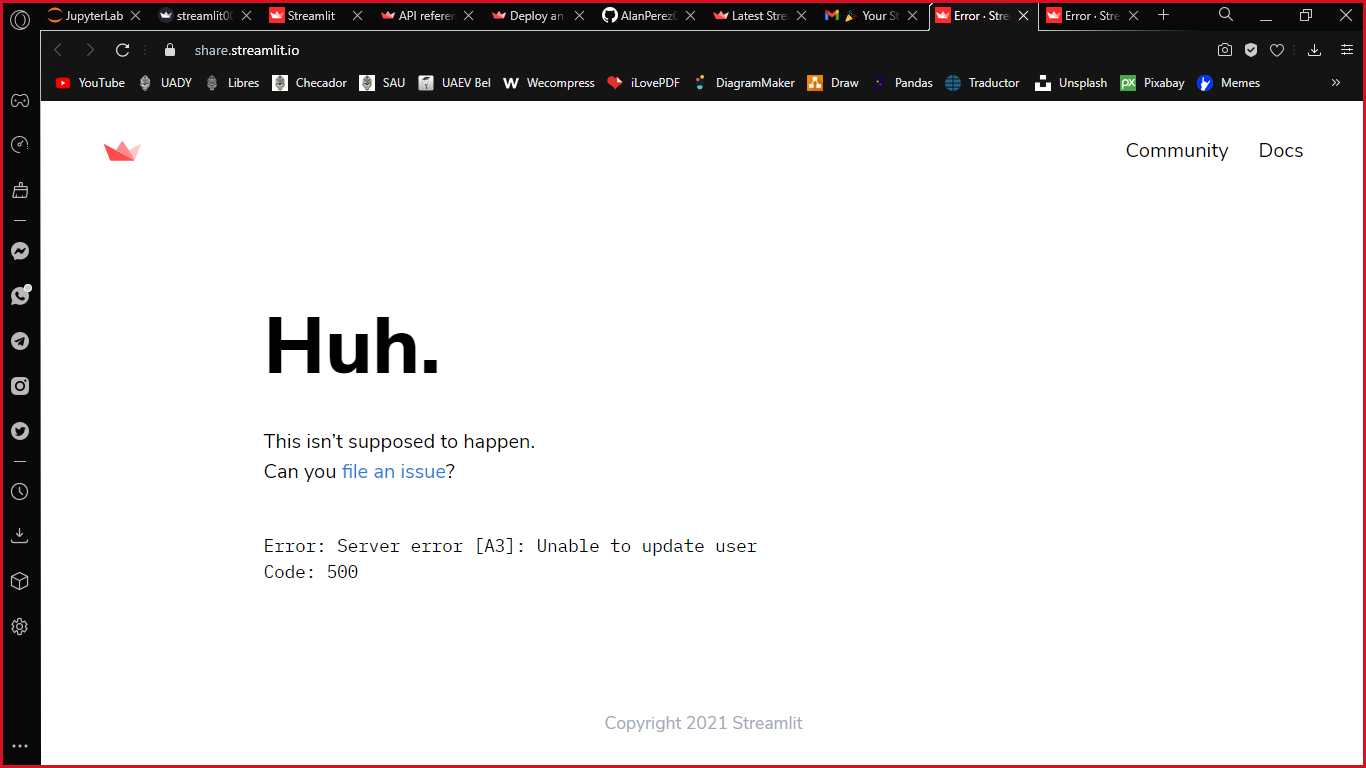 JupyterLab
streamlit00
Streamlit
API referen
Deploy an
AlanPerez0
Latest Stre
Your St
Error · Stre
Error · Stre
share.streamlit.io
YouTube
UADY
Libres
Checador
SAU
UAEV Bel
W Wecompress
iLovePDF
DiagramMaker
Draw
Pandas
Traductor
Unsplash
px Pixabay
Memes
Community
Docs
Huh.
This isn’t supposed to happen.
Can you file an issue?
Error: Server error [A3]: Unable to update user
Code: 500
Copyright 2021 Streamlit